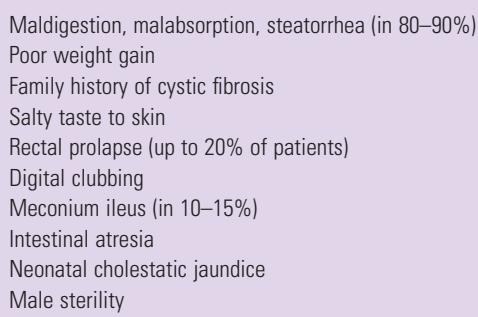 Maldigestion, malabsorption, steatorrhea (in 80–90%)
Poor weight gain
Family history of cystic fibrosis
Salty taste to skin
Rectal prolapse (up to 20% of patients)
Digital clubbing
Meconium ileus (in 10–15%)
Intestinal atresia
Neonatal cholestatic jaundice
Male sterility